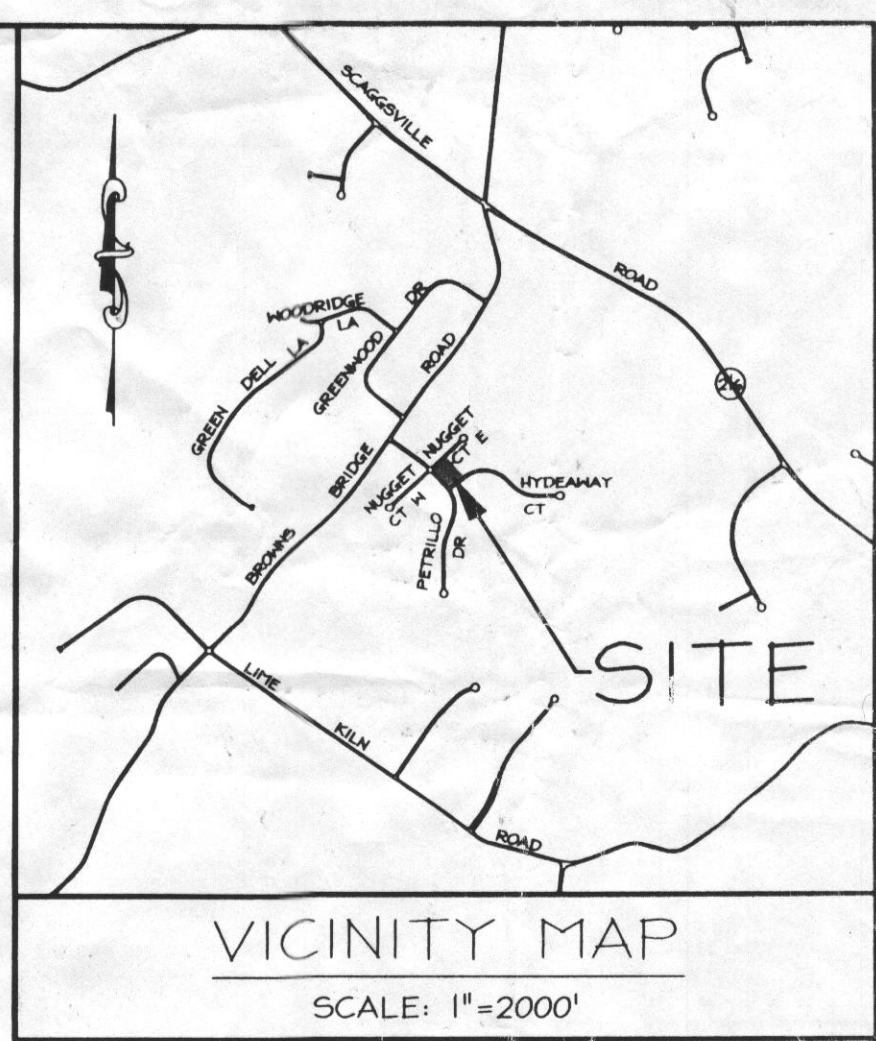 SCAGGSVILLE
ROAD
216
WOODRIDGE
LA
DR
GREENWOOD
GREEN DELL LA
ROAD
BRIDGE
BROWNS
NUGGET
CT E
NUGGET
CT W
HYDEAWAY
CT
PETRILLO
DR
SITE
LIME
KILN
ROAD
VICINITY MAP
SCALE: 1"=2000'